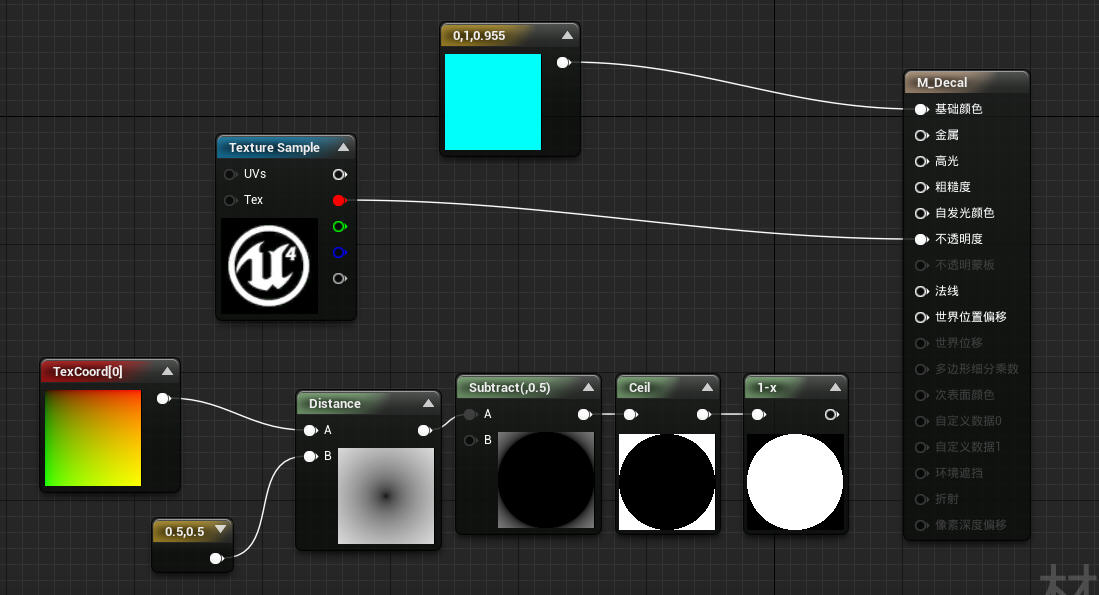 0,1,0.955
M_Decal
基础颜色
金属
高光
粗糙度
自发光颜色
不透明度
不透明蒙板
法线
世界位置偏移
世界位移
多边形细分乘数
次表面颜色
自定义数据0
自定义数据1
环境遮挡
折射
像素深度偏移
Texture Sample
UVs
Tex
u4
TexCoord[0]
0.5,0.5
Distance
A
B
Subtract(,0.5)
A
B
Ceil
1-x
材